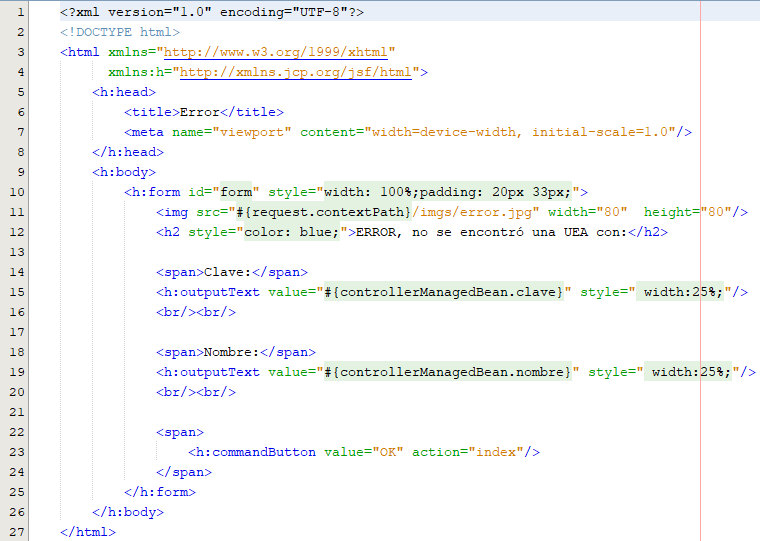 1 <?xml version="1.0" encoding="UTF-8"?>
2 <!DOCTYPE html>
3 <html xmlns="http://www.w3.org/1999/xhtml"
4       xmlns:h="http://xmlns.jcp.org/jsf/html">
5     <h:head>
6         <title>Error</title>
7         <meta name="viewport" content="width=device-width, initial-scale=1.0"/>
8     </h:head>
9     <h:body>
10         <h:form id="form" style="width: 100%;padding: 20px 33px;">
11             <img src="#{request.contextPath}/imgs/error.jpg" width="80"  height="80"/>
12             <h2 style="color: blue;">ERROR, no se encontró una UEA con:</h2>
13
14             <span>Clave:</span>
15             <h:outputText value="#{controllerManagedBean.clave}" style=" width:25%;"/>
16             <br/><br/>
17
18             <span>Nombre:</span>
19             <h:outputText value="#{controllerManagedBean.nombre}" style=" width:25%;"/>
20             <br/><br/>
21
22             <span>
23                 <h:commandButton value="OK" action="index"/>
24             </span>
25         </h:form>
26     </h:body>
27 </html>